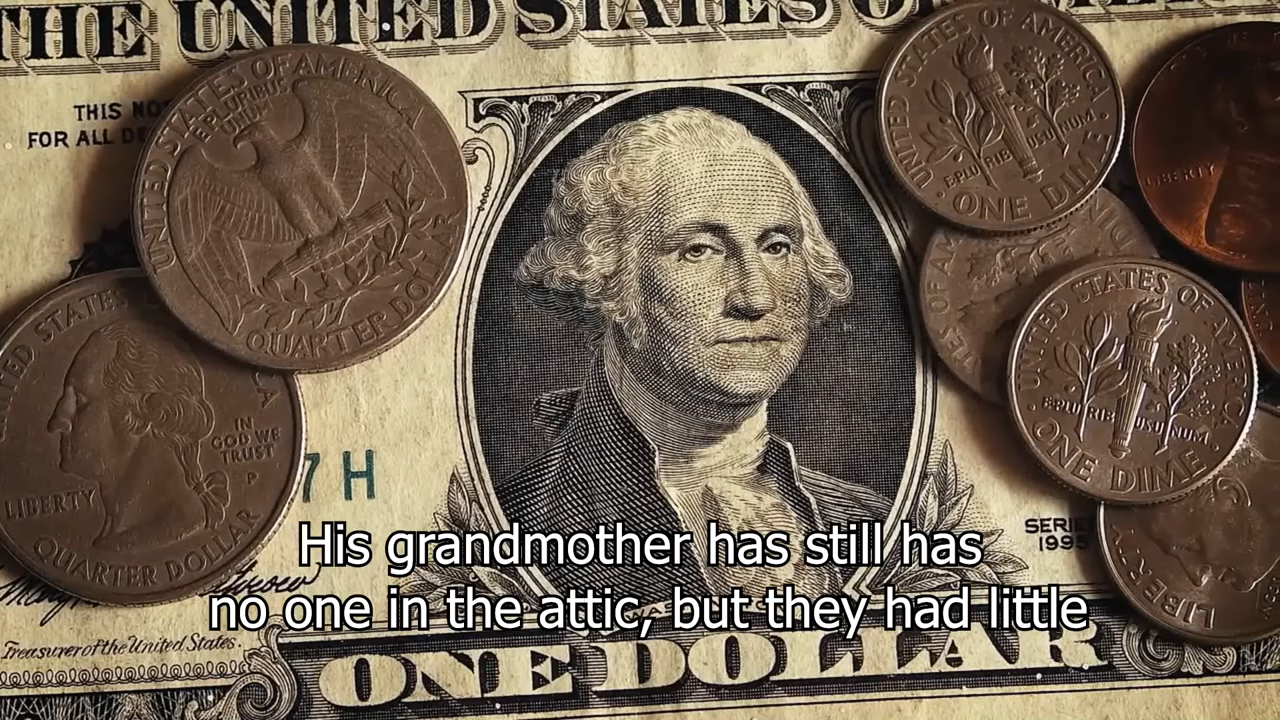 THE UNITED STATES OF
THIS NO
FOR ALL DE
UNITED STATES OF AMERICA
E PLURIBUS
UNUM
QUARTER DOLLAR
UNITED STATES
IN
GOD WE
TRUST
P
LIBERTY
QUARTER DOLLAR
7 H
UNITED STATES OF AMERICA
E PLURIBUS UNUM
ONE DIME
LIBERTY
UNITED STATES OF AMERICA
E PLURIBUS UNUM
ONE DIME
LIBERTY
SERIES
1995
His grandmother has still has
no one in the attic, but they had little
Treasurer of the United States.
ONE DOLLAR